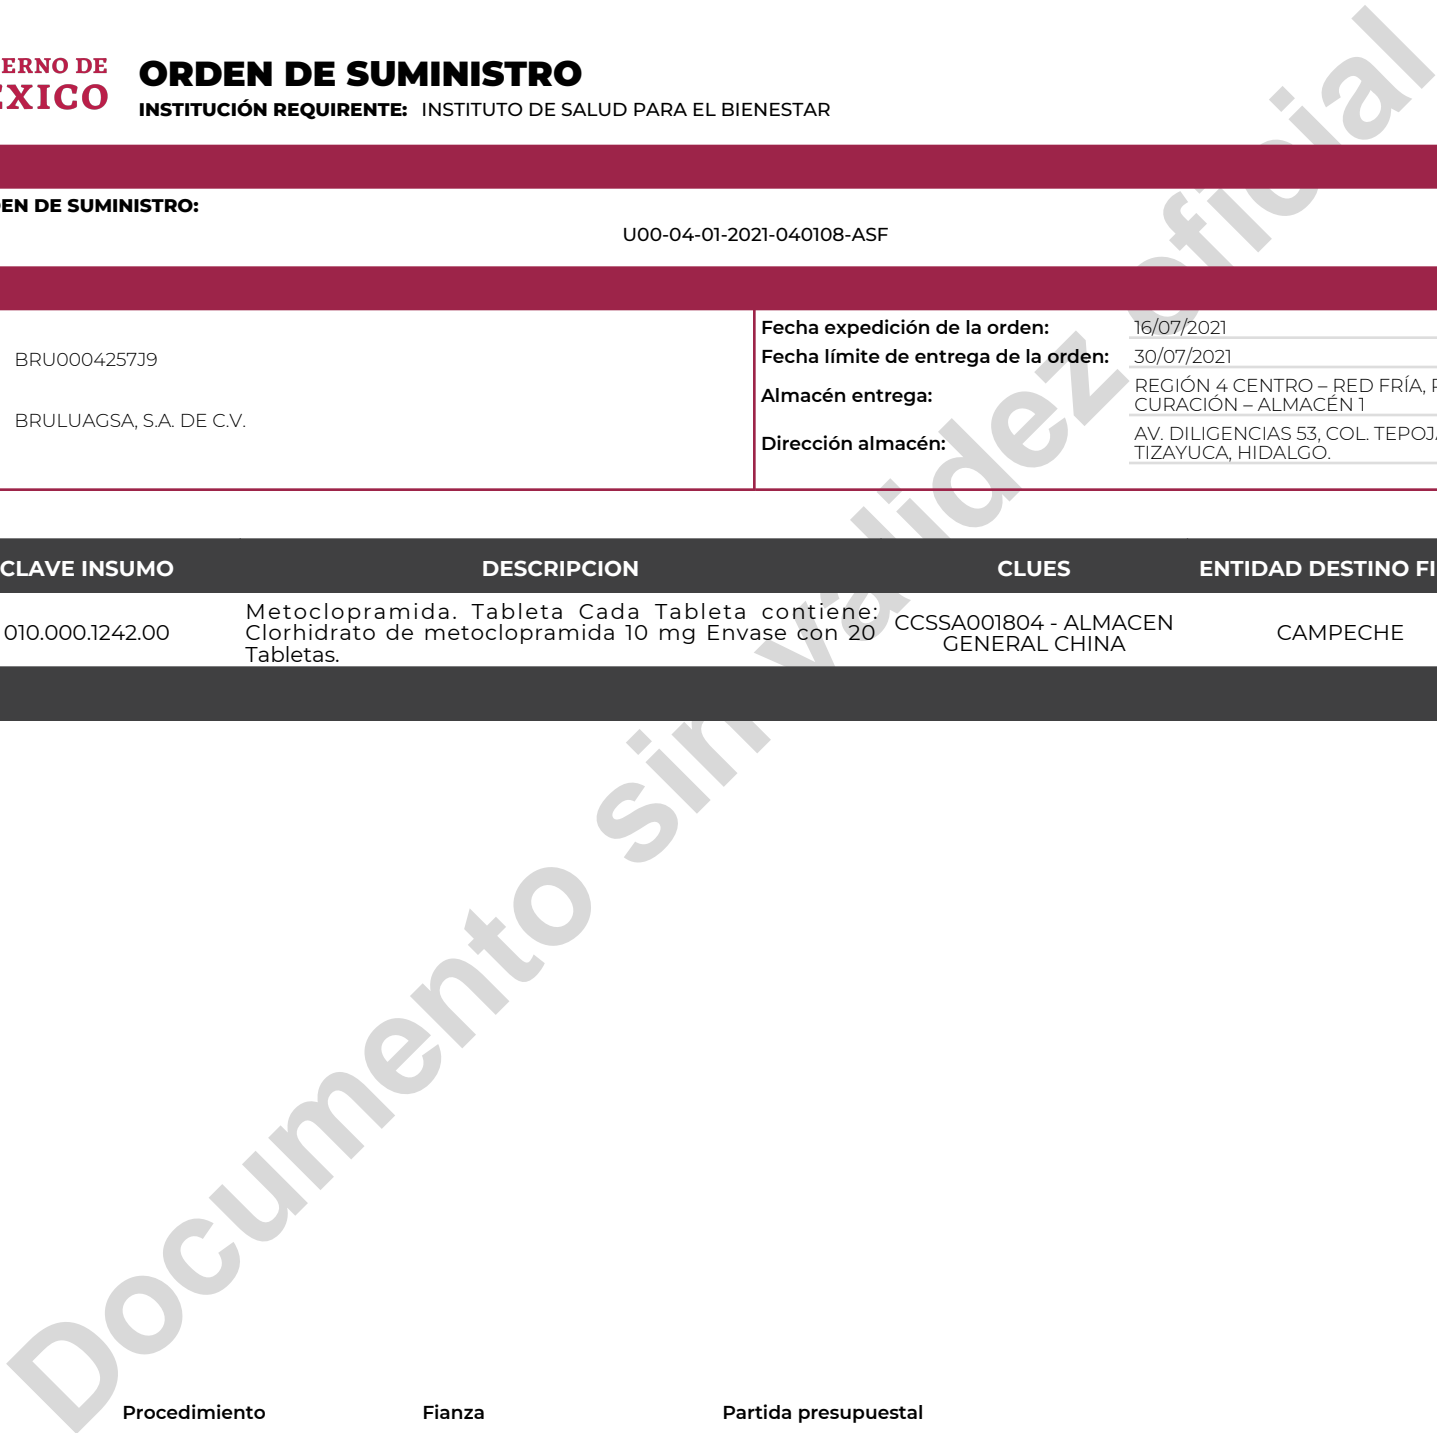 ERNO DE
EXICO
ORDEN DE SUMINISTRO
INSTITUCIÓN REQUIRENTE: INSTITUTO DE SALUD PARA EL BIENESTAR
EN DE SUMINISTRO:
U00-04-01-2021-040108-ASF
BRU0004257J9
BRULUAGSA, S.A. DE C.V.
Fecha expedición de la orden: 16/07/2021
Fecha límite de entrega de la orden: 30/07/2021
Almacén entrega: REGIÓN 4 CENTRO – RED FRÍA,
CURACIÓN – ALMACÉN 1
Dirección almacén: AV. DILIGENCIAS 53, COL. TEPOJ
TIZAYUCA, HIDALGO.
CLAVE INSUMO DESCRIPCION CLUES ENTIDAD DESTINO FI
010.000.1242.00
Metoclopramida. Tableta Cada Tableta contiene:
Clorhidrato de metoclopramida 10 mg Envase con 20
Tabletas.
CCSSA001804 - ALMACEN
GENERAL CHINA
CAMPECHE
Documento sin validez oficial
Procedimiento Fianza Partida presupuestal